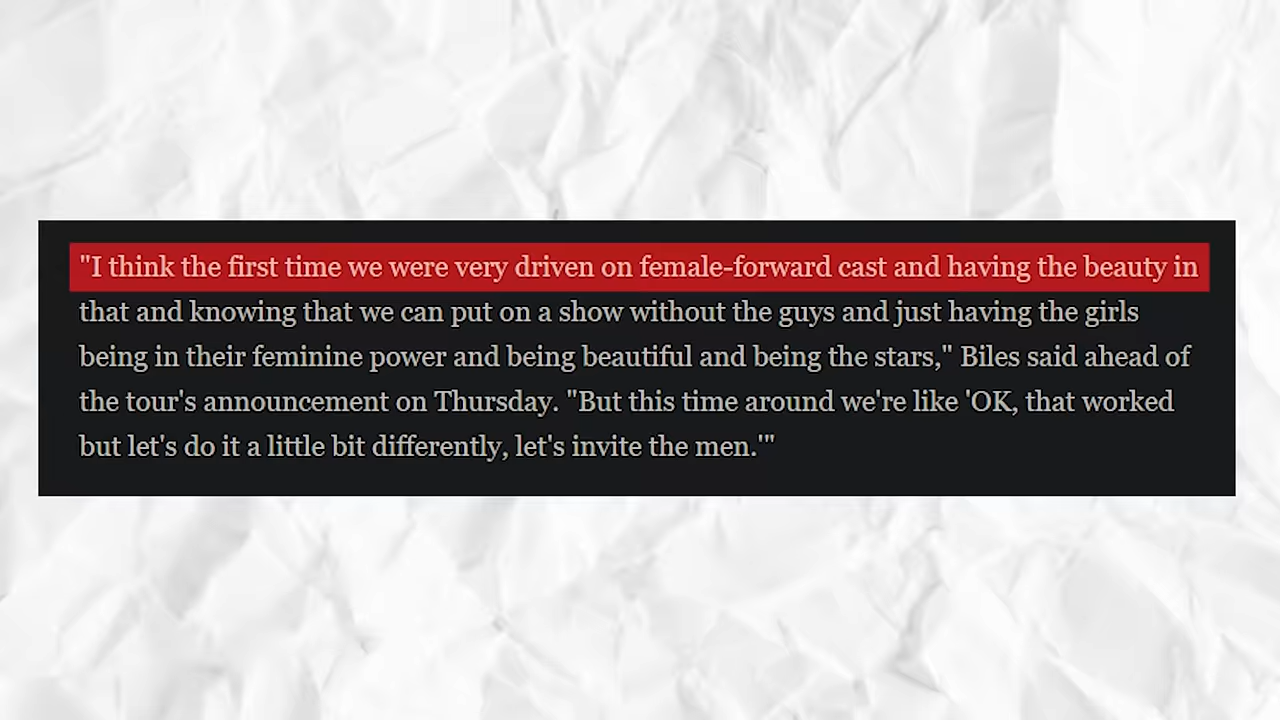 "I think the first time we were very driven on female-forward cast and having the beauty in
that and knowing that we can put on a show without the guys and just having the girls
being in their feminine power and being beautiful and being the stars," Biles said ahead of
the tour's announcement on Thursday. "But this time around we're like 'OK, that worked
but let's do it a little bit differently, let's invite the men.'"